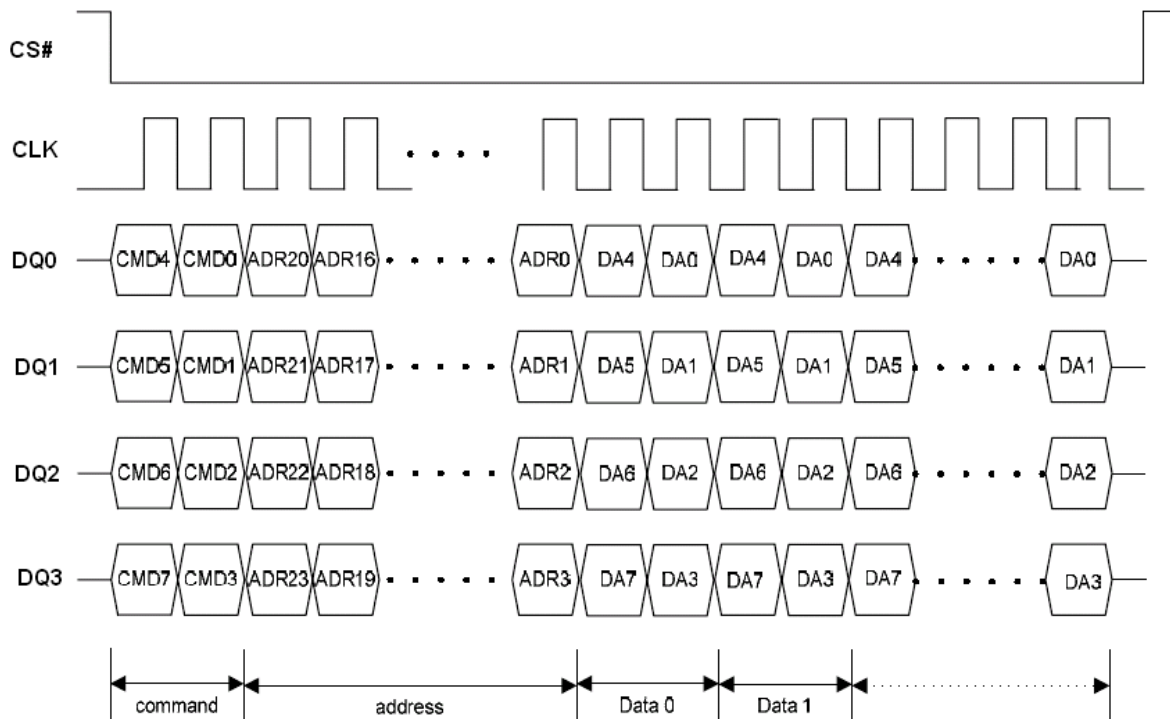 CS#
CLK
DQ0 CMD4 CMD0 ADR20 ADR16 ADR0 DA4 DA0 DA4 DA0 DA4 DA0
DQ1 CMD5 CMD1 ADR21 ADR17 ADR1 DA5 DA1 DA5 DA1 DA5 DA1
DQ2 CMD6 CMD2 ADR22 ADR18 ADR2 DA6 DA2 DA6 DA2 DA6 DA2
DQ3 CMD7 CMD3 ADR23 ADR19 ADR3 DA7 DA3 DA7 DA3 DA7 DA3
command address Data 0 Data 1